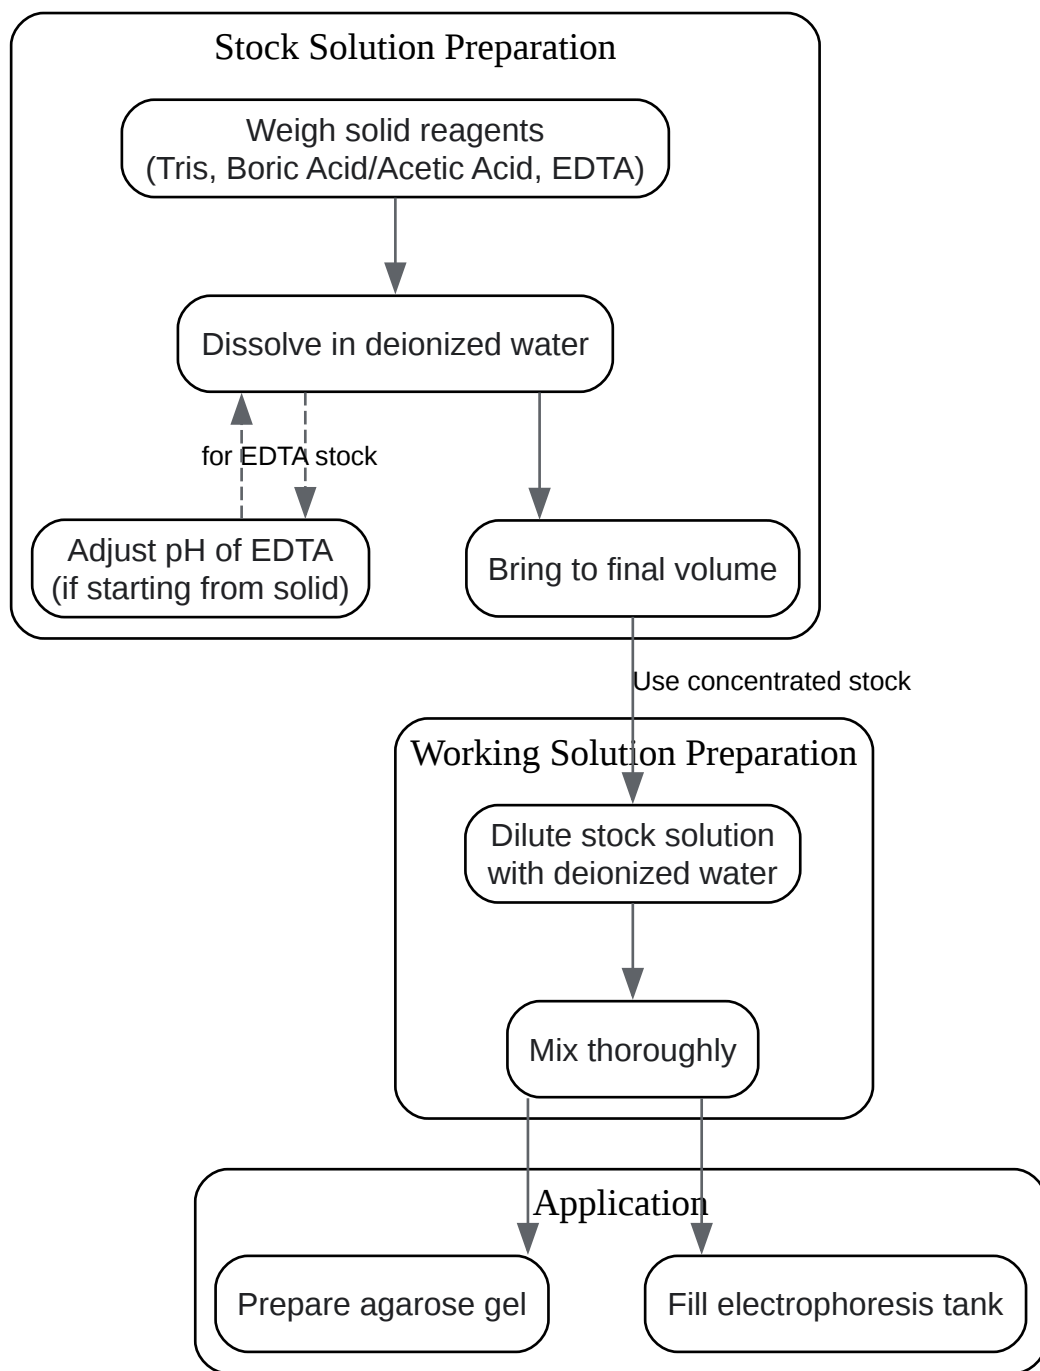 Stock Solution Preparation
Weigh solid reagents
(Tris, Boric Acid/Acetic Acid, EDTA)
Dissolve in deionized water
for EDTA stock
Adjust pH of EDTA
(if starting from solid)
Bring to final volume
Use concentrated stock
Working Solution Preparation
Dilute stock solution
with deionized water
Mix thoroughly
Application
Prepare agarose gel
Fill electrophoresis tank